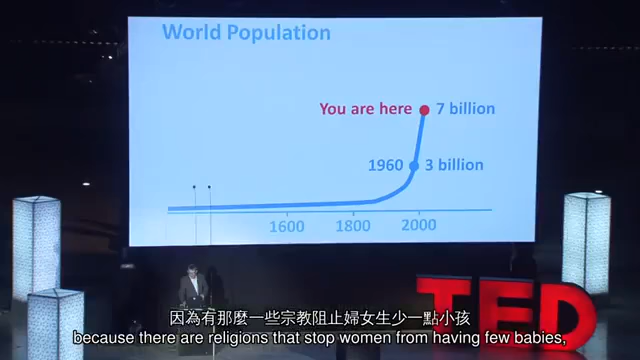 World Population
You are here 7 billion
1960 3 billion
1600 1800 2000
TED
因為有那麼一些宗教阻止婦女生少一點小孩
because there are religions that stop women from having few babies,